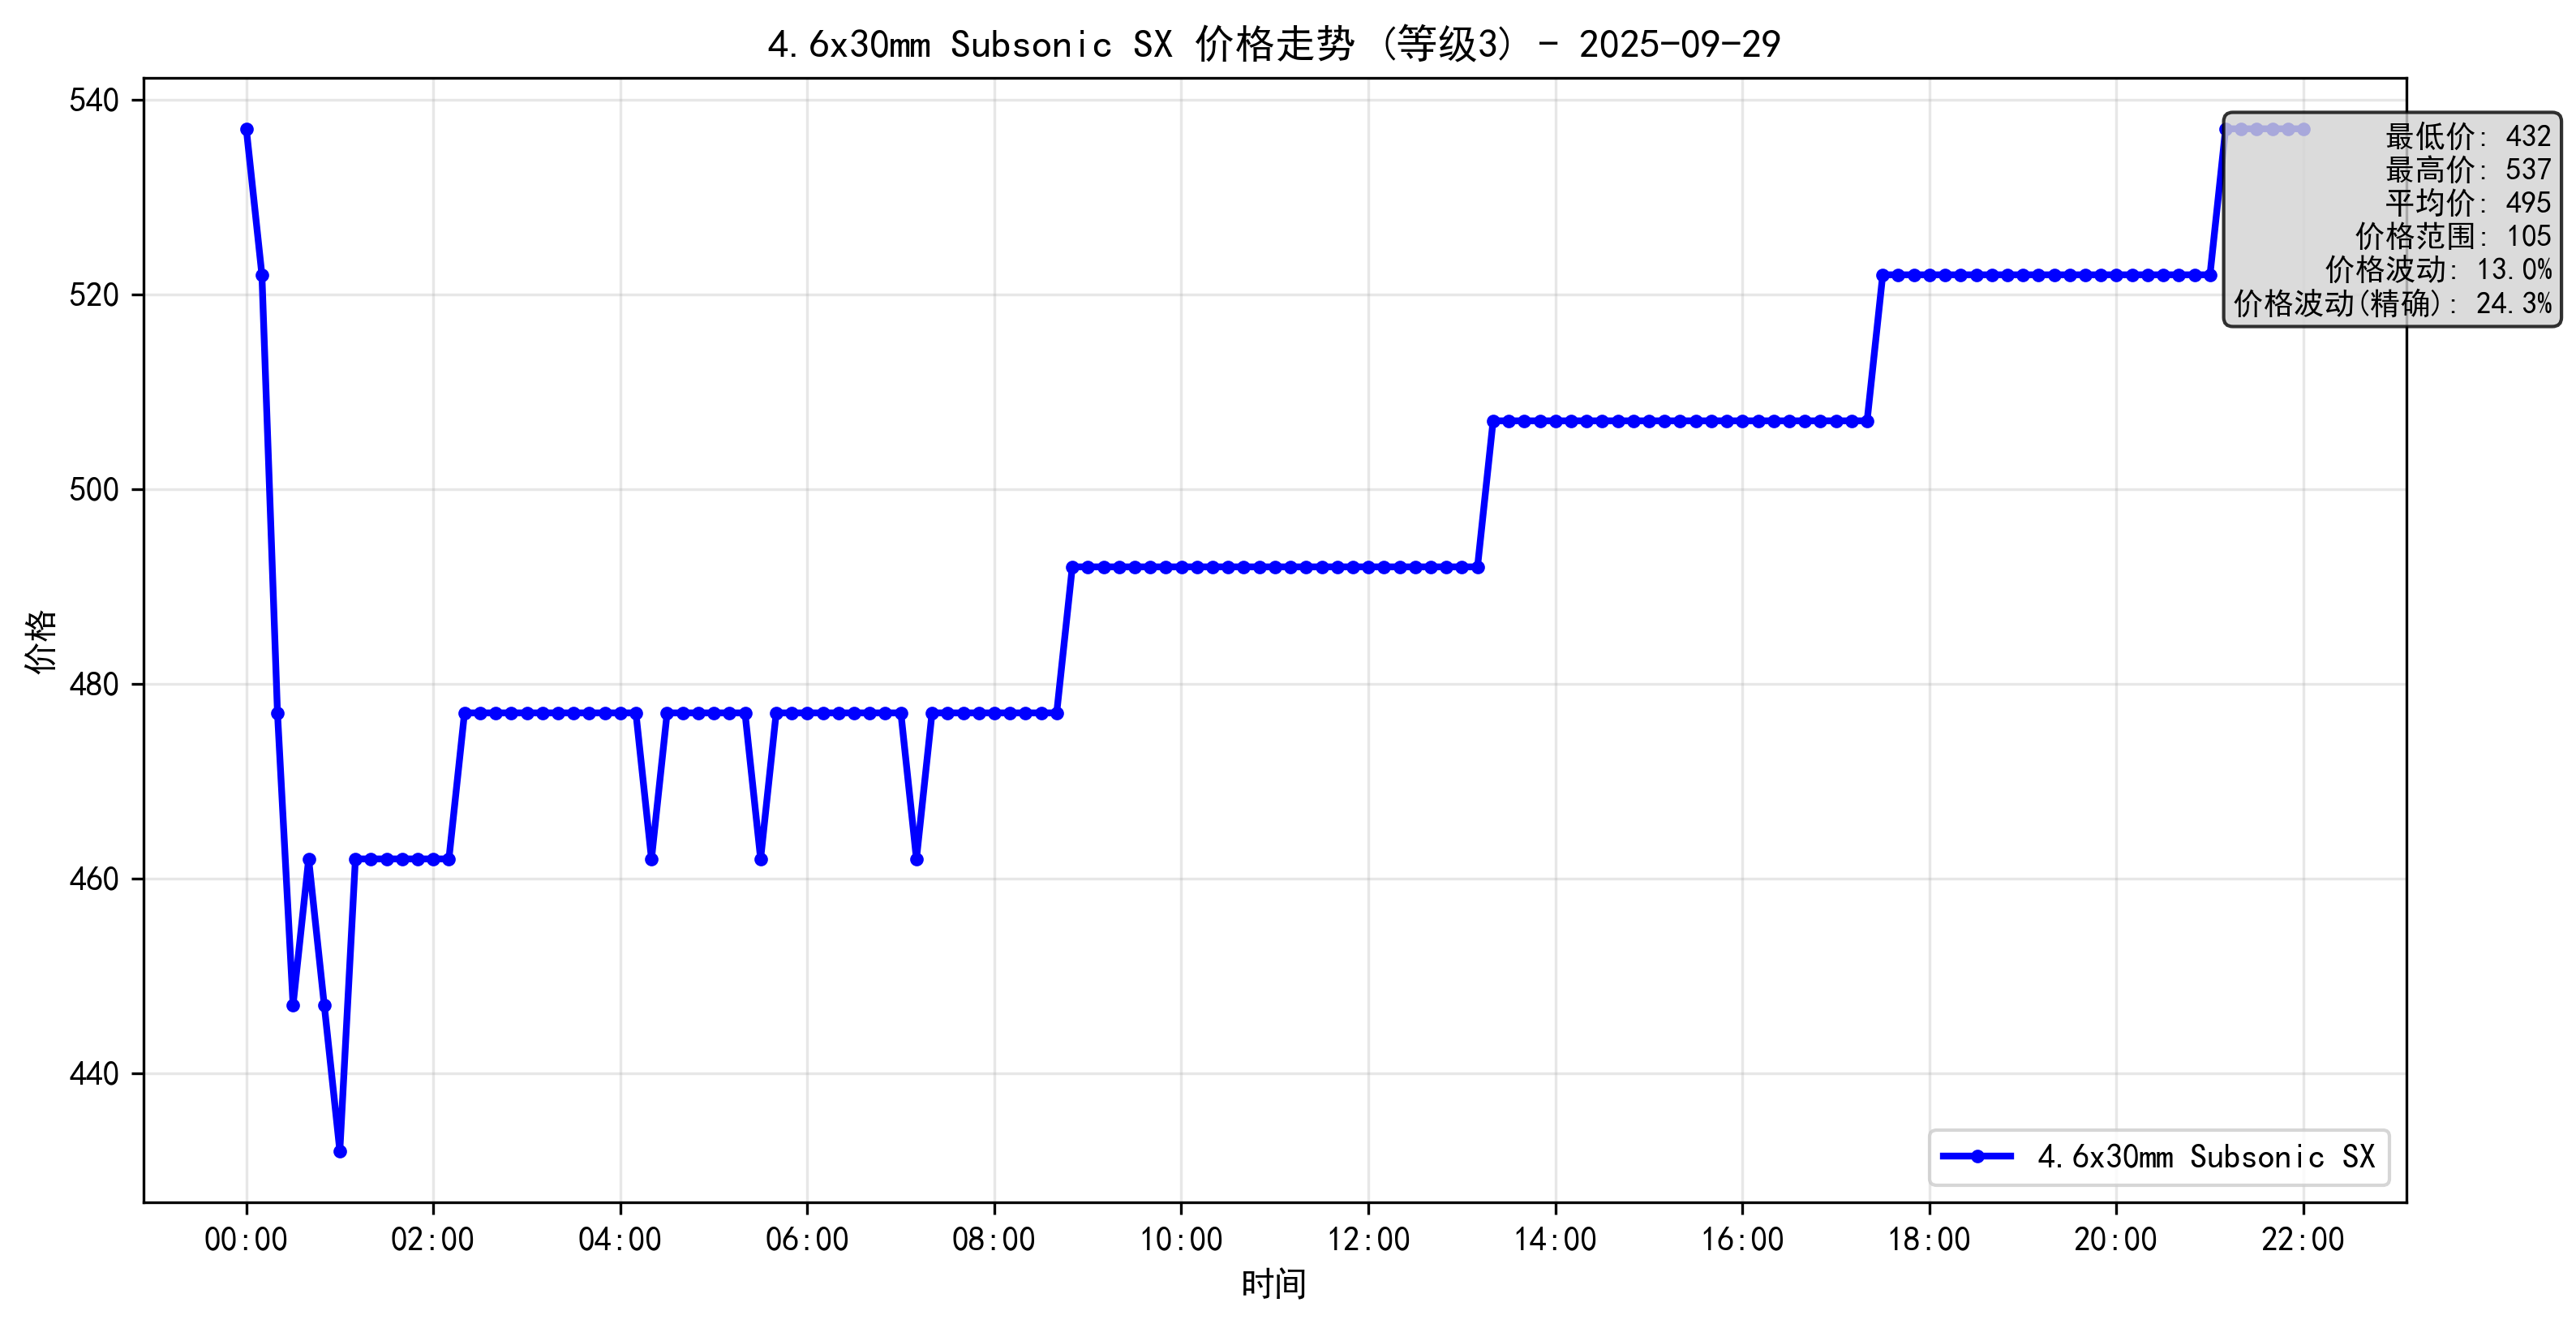 4.6x30mm Subsonic SX 价格走势 (等级3) - 2025-09-29
540
520
500
480
460
440
价格
最低价: 432
最高价: 537
平均价: 495
价格范围: 105
价格波动: 13.0%
价格波动(精确): 24.3%
4.6x30mm Subsonic SX
00:00 02:00 04:00 06:00 08:00 10:00 12:00 14:00 16:00 18:00 20:00 22:00
时间